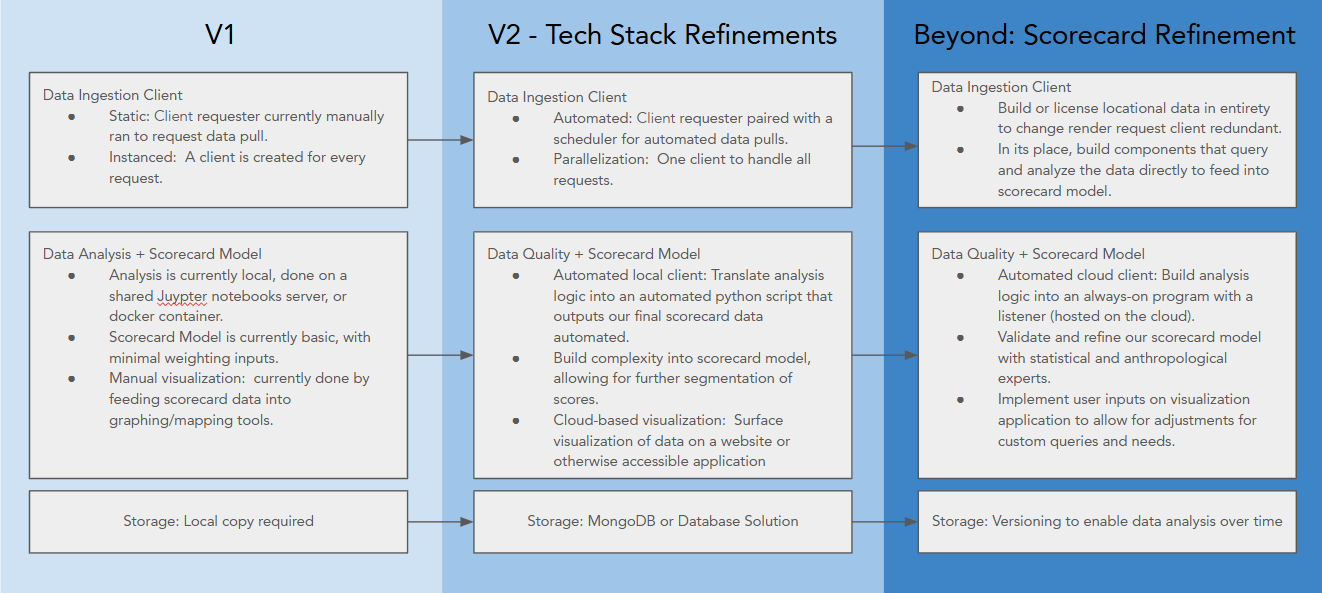 V1
Data Ingestion Client
● Static: Client requester currently manually
ran to request data pull.
● Instanced:  A client is created for every
request.
Data Analysis + Scorecard Model
● Analysis is currently local, done on a
shared Juypter notebooks server, or
docker container.
● Scorecard Model is currently basic, with
minimal weighting inputs.
● Manual visualization:  currently done by
feeding scorecard data into
graphing/mapping tools.
Storage: Local copy required
V2 - Tech Stack Refinements
Data Ingestion Client
● Automated: Client requester paired with a
scheduler for automated data pulls.
● Parallelization:  One client to handle all
requests.
Data Quality + Scorecard Model
● Automated local client: Translate analysis
logic into an automated python script that
outputs our final scorecard data
automated.
● Build complexity into scorecard model,
allowing for further segmentation of
scores.
● Cloud-based visualization:  Surface
visualization of data on a website or
otherwise accessible application
Storage: MongoDB or Database Solution
Beyond: Scorecard Refinement
Data Ingestion Client
● Build or license locational data in entirety
to change render request client redundant.
● In its place, build components that query
and analyze the data directly to feed into
scorecard model.
Data Quality + Scorecard Model
● Automated cloud client: Build analysis
logic into an always-on program with a
listener (hosted on the cloud).
● Validate and refine our scorecard model
with statistical and anthropological
experts.
● Implement user inputs on visualization
application to allow for adjustments for
custom queries and needs.
Storage: Versioning to enable data analysis over time